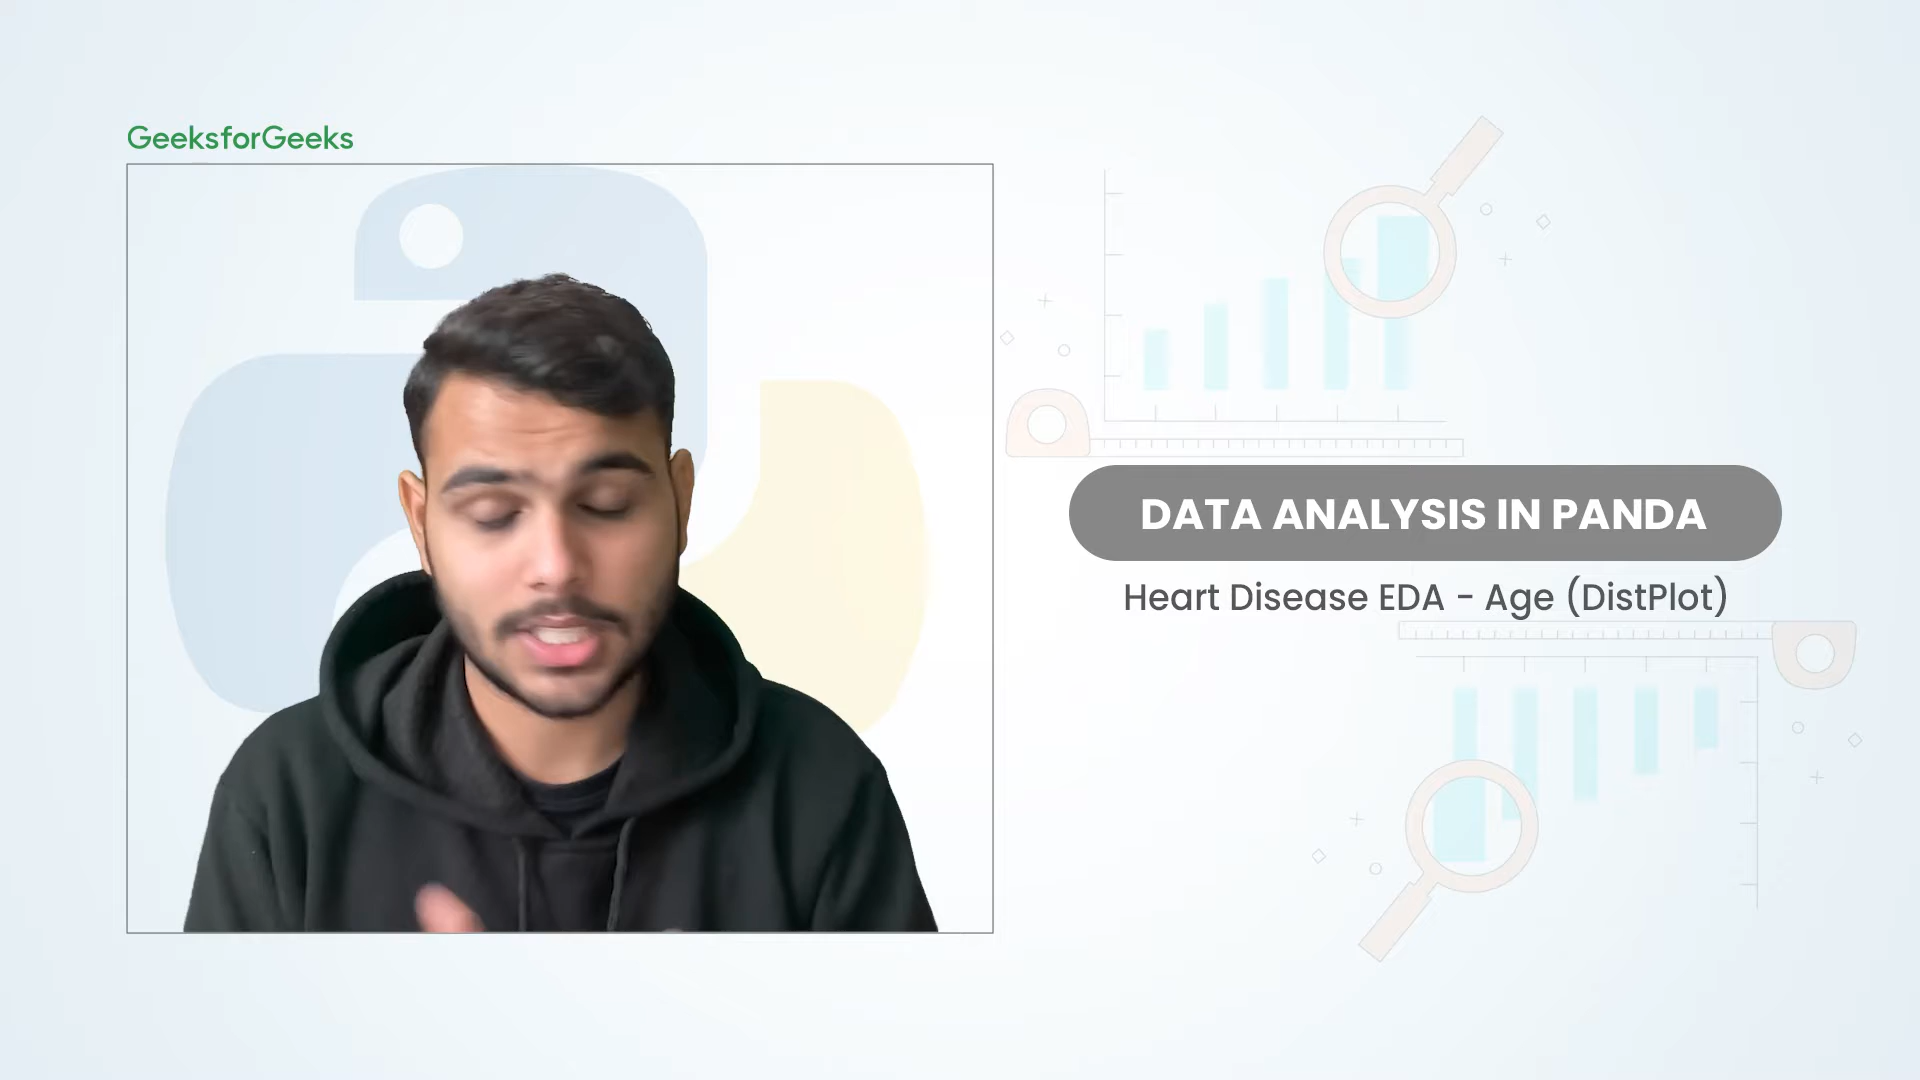 GeeksforGeeks
DATA ANALYSIS IN PANDA
Heart Disease EDA - Age (DistPlot)